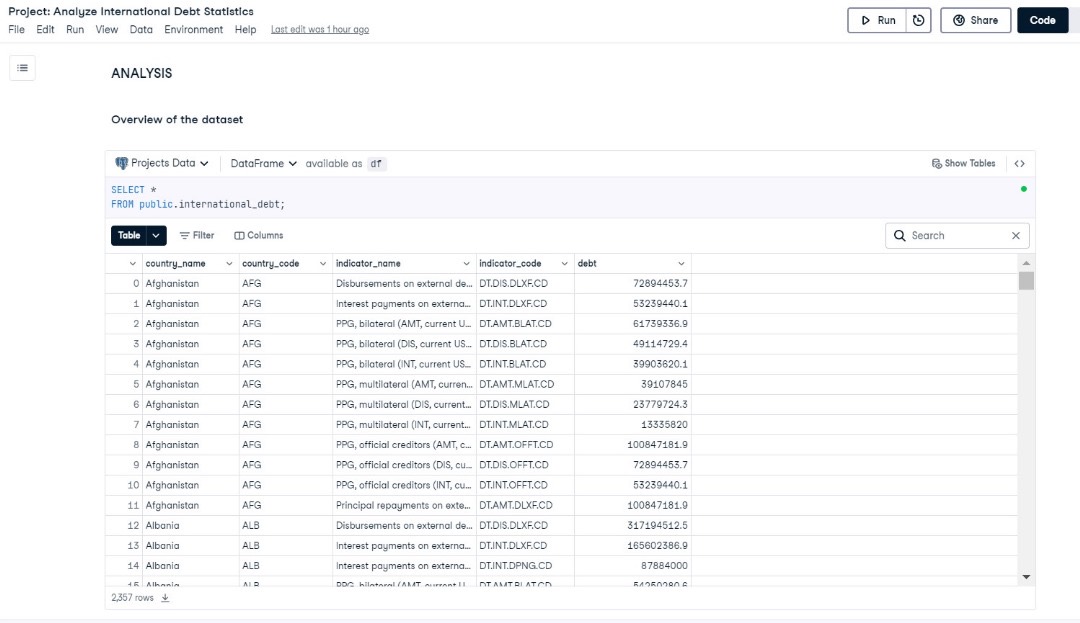 Project: Analyze International Debt Statistics
File Edit Run View Data Environment Help Last edit was 1 hour ago
Run Share Code
ANALYSIS
Overview of the dataset
Projects Data DataFrame available as df Show Tables <>
SELECT *
FROM public.international_debt;
Table Filter Columns Search
country_name country_code indicator_name indicator_code debt
0 Afghanistan AFG Disbursements on external de... DT.DIS.DLXF.CD 72894453.7
1 Afghanistan AFG Interest payments on externa... DT.INT.DLXF.CD 53239440.1
2 Afghanistan AFG PPG, bilateral (AMT, current U... DT.AMT.BLAT.CD 61739336.9
3 Afghanistan AFG PPG, bilateral (DIS, current US... DT.DIS.BLAT.CD 49114729.4
4 Afghanistan AFG PPG, bilateral (INT, current US... DT.INT.BLAT.CD 39903620.1
5 Afghanistan AFG PPG, multilateral (AMT, curren... DT.AMT.MLAT.CD 39107845
6 Afghanistan AFG PPG, multilateral (DIS, current... DT.DIS.MLAT.CD 23779724.3
7 Afghanistan AFG PPG, multilateral (INT, current... DT.INT.MLAT.CD 13335820
8 Afghanistan AFG PPG, official creditors (AMT, c... DT.AMT.OFFT.CD 100847181.9
9 Afghanistan AFG PPG, official creditors (DIS, cu... DT.DIS.OFFT.CD 72894453.7
10 Afghanistan AFG PPG, official creditors (INT, cu... DT.INT.OFFT.CD 53239440.1
11 Afghanistan AFG Principal repayments on exte... DT.AMT.DLXF.CD 100847181.9
12 Albania ALB Disbursements on external de... DT.DIS.DLXF.CD 317194512.5
13 Albania ALB Interest payments on externa... DT.INT.DLXF.CD 165602386.9
14 Albania ALB Interest payments on externa... DT.INT.DPNG.CD 87884000
15 Albania ALB PPG, bilateral (AMT, current U... DT.AMT.BLAT.CD 54250280.6
2,357 rows